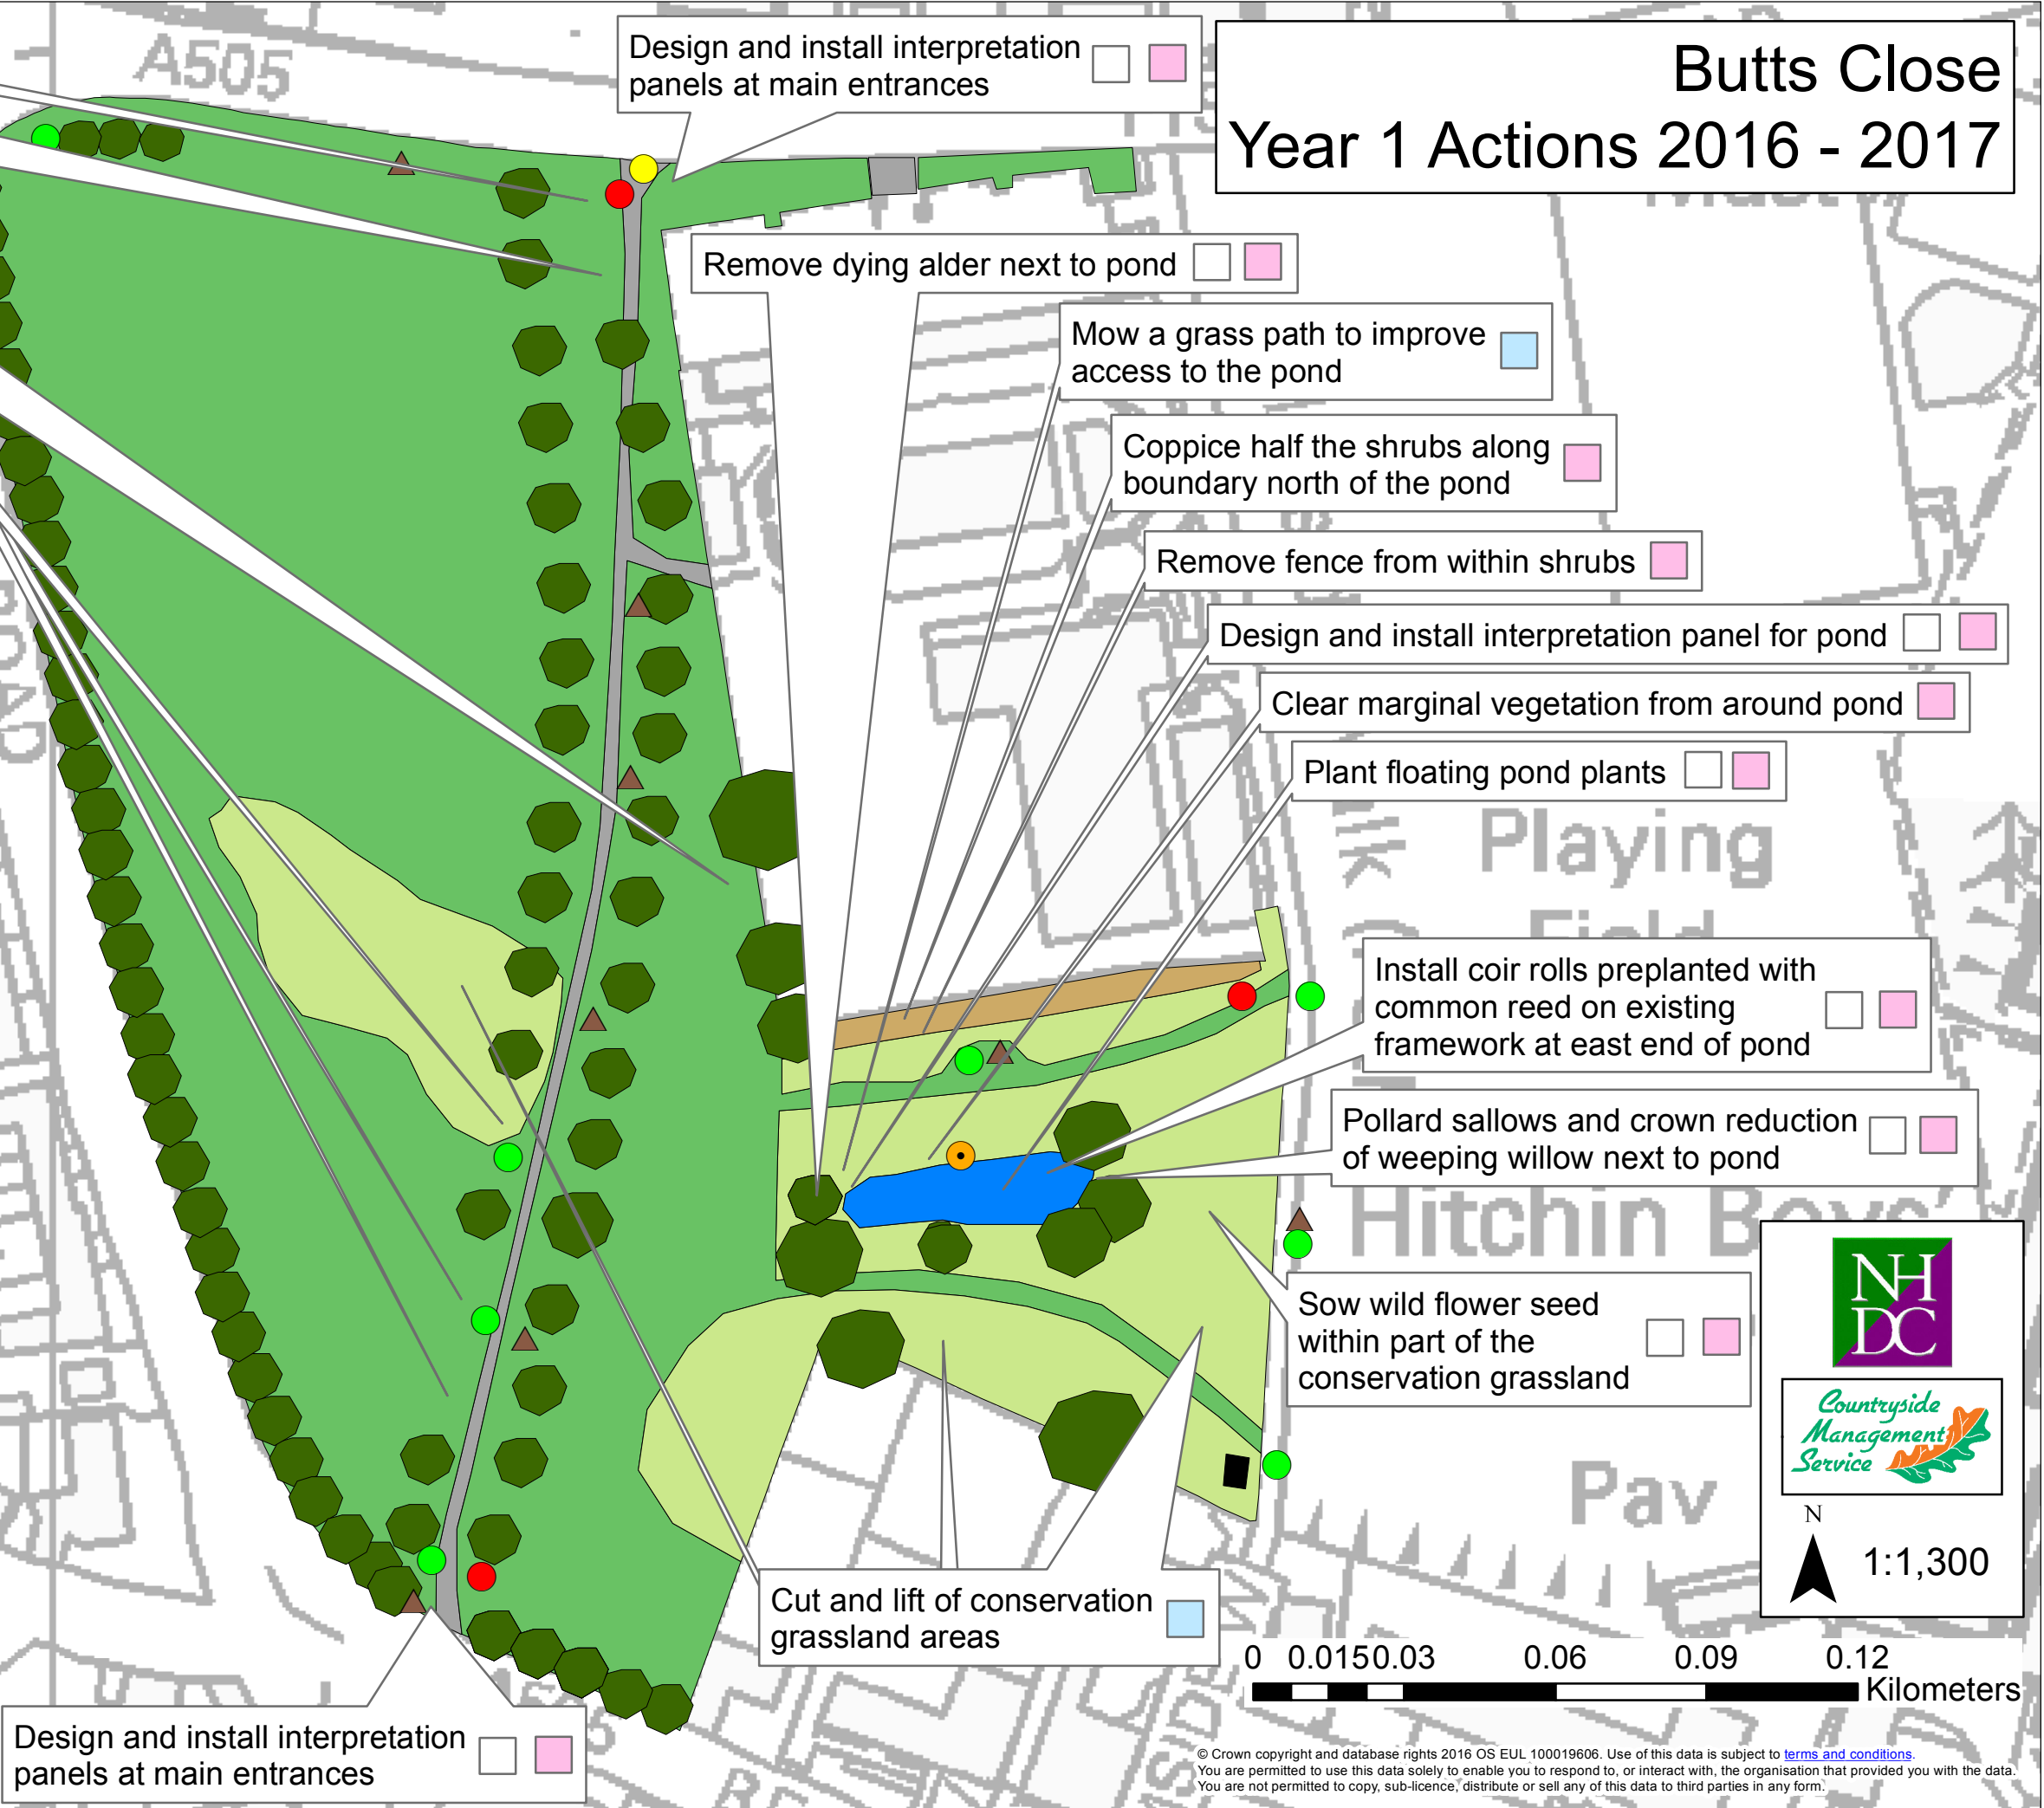 A505
Design and install interpretation
panels at main entrances
Butts Close
Year 1 Actions 2016 - 2017
Remove dying alder next to pond
Mow a grass path to improve
access to the pond
Coppice half the shrubs along
boundary north of the pond
Remove fence from within shrubs
Design and install interpretation panel for pond
Clear marginal vegetation from around pond
Plant floating pond plants
Playing
Field
Install coir rolls preplanted with
common reed on existing
framework at east end of pond
Pollard sallows and crown reduction
of weeping willow next to pond
Hitchin Boys'
Sow wild flower seed
within part of the
conservation grassland
NH
DC
Countryside
Management
Service
Pav
N
1:1,300
Cut and lift of conservation
grassland areas
0 0.015 0.03 0.06 0.09 0.12
Kilometers
Design and install interpretation
panels at main entrances
© Crown copyright and database rights 2016 OS EUL 100019606. Use of this data is subject to terms and conditions.
You are permitted to use this data solely to enable you to respond to, or interact with, the organisation that provided you with the data.
You are not permitted to copy, sub-licence, distribute or sell any of this data to third parties in any form.